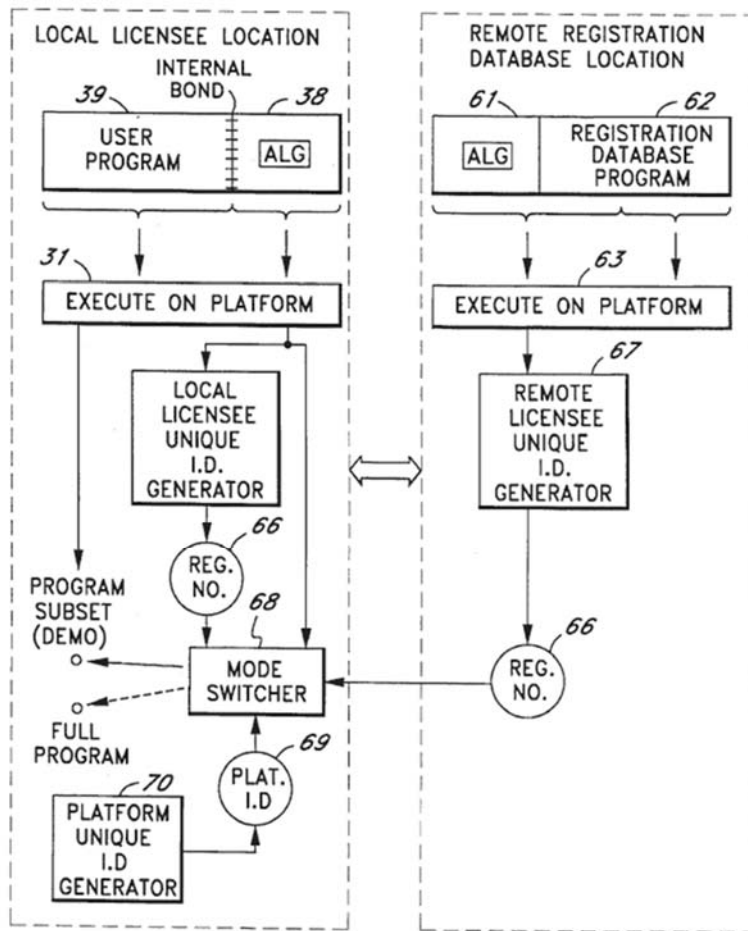 LOCAL LICENSEE LOCATION
INTERNAL
BOND
39
38
USER
PROGRAM
ALG
31
EXECUTE ON PLATFORM
LOCAL
LICENSEE
UNIQUE
I.D.
GENERATOR
66
REG.
NO.
PROGRAM
SUBSET
(DEMO)
68
MODE
SWITCHER
FULL
PROGRAM
69
PLAT.
I.D
70
PLATFORM
UNIQUE
I.D
GENERATOR
REMOTE REGISTRATION
DATABASE LOCATION
61
62
ALG
REGISTRATION
DATABASE
PROGRAM
63
EXECUTE ON PLATFORM
67
REMOTE
LICENSEE
UNIQUE
I.D.
GENERATOR
66
REG.
NO.